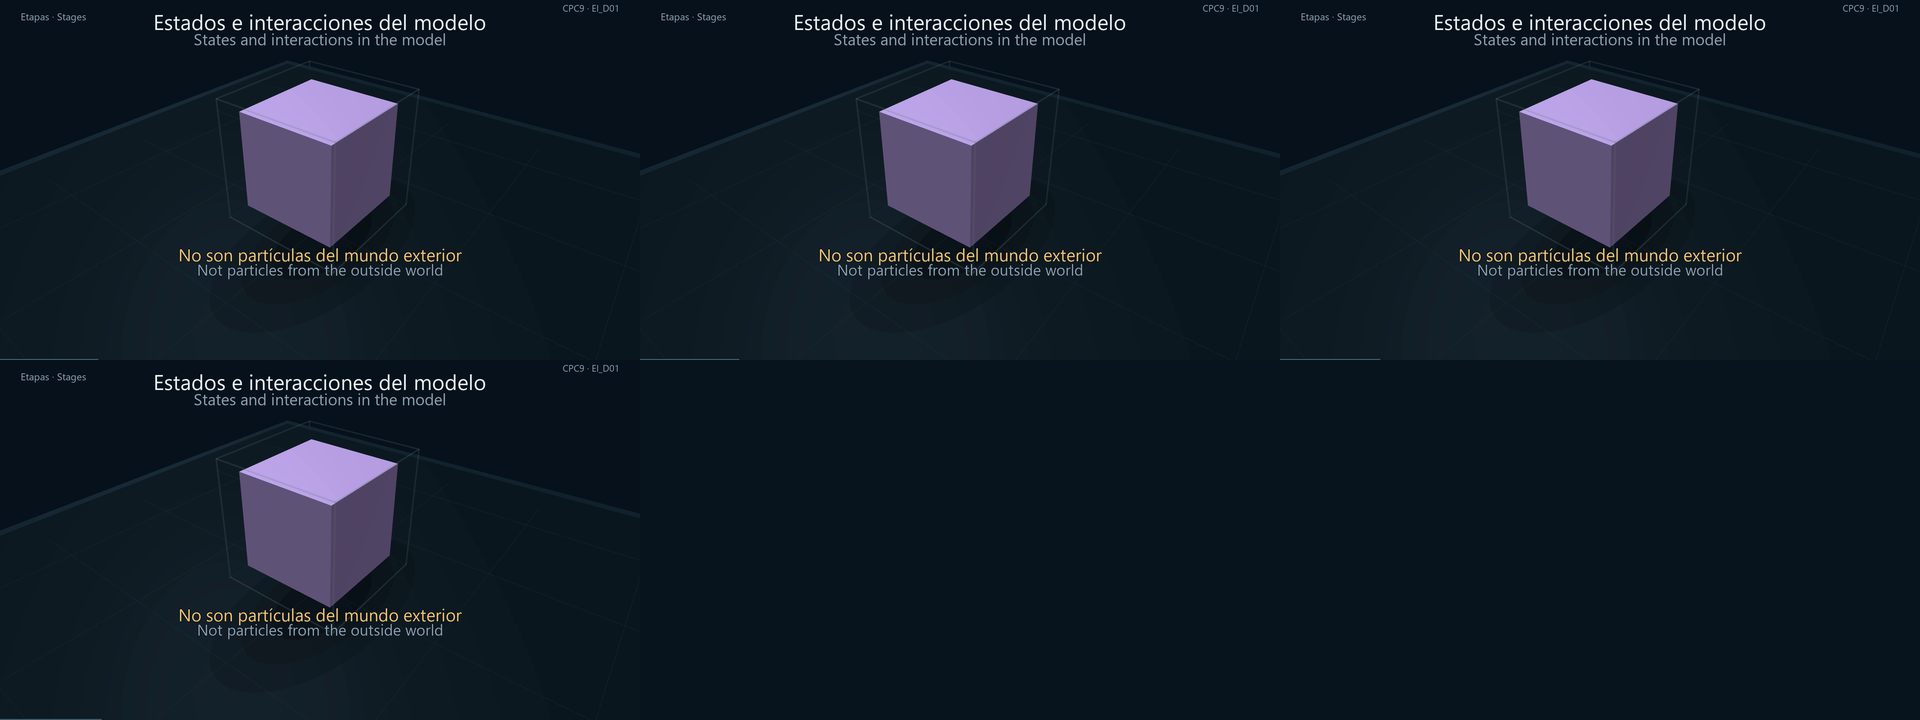 CPC9 · EI_D01
Etapas · Stages
Estados e interacciones del modelo
States and interactions in the model
No son partículas del mundo exterior
Not particles from the outside world
CPC9 · EI_D01
Etapas · Stages
Estados e interacciones del modelo
States and interactions in the model
No son partículas del mundo exterior
Not particles from the outside world
CPC9 · EI_D01
Etapas · Stages
Estados e interacciones del modelo
States and interactions in the model
No son partículas del mundo exterior
Not particles from the outside world
CPC9 · EI_D01
Etapas · Stages
Estados e interacciones del modelo
States and interactions in the model
No son partículas del mundo exterior
Not particles from the outside world